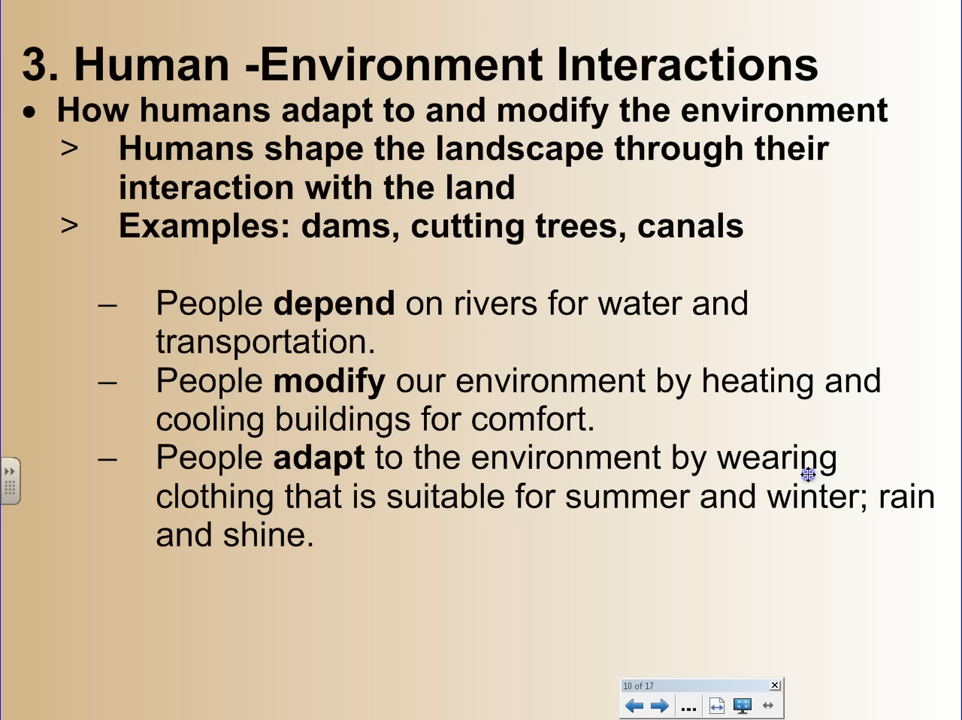 3. Human -Environment Interactions
• How humans adapt to and modify the environment
> Humans shape the landscape through their
interaction with the land
> Examples: dams, cutting trees, canals
– People depend on rivers for water and
transportation.
– People modify our environment by heating and
cooling buildings for comfort.
– People adapt to the environment by wearing
clothing that is suitable for summer and winter; rain
and shine.
10 of 17
...